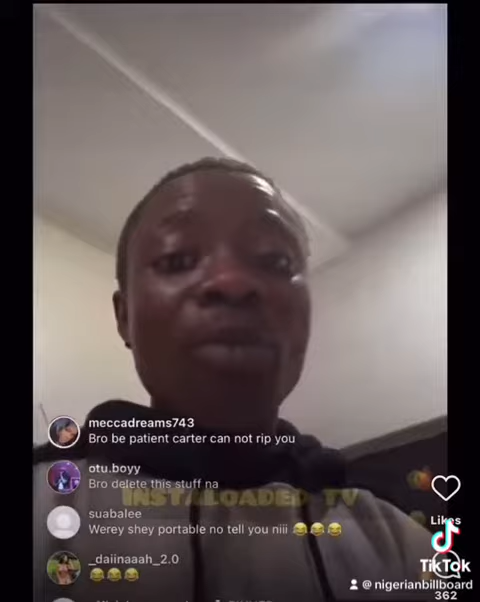 meccadreams743
Bro be patient carter can not rip you
otu.boyy
Bro delete this stuff na
INSTALOADED TV
suabalee
Werey shey portable no tell you niii 😂😂😂
Likes
_daiinaaah_2.0
😂😂😂
TikTok
@ nigerianbillboard
362